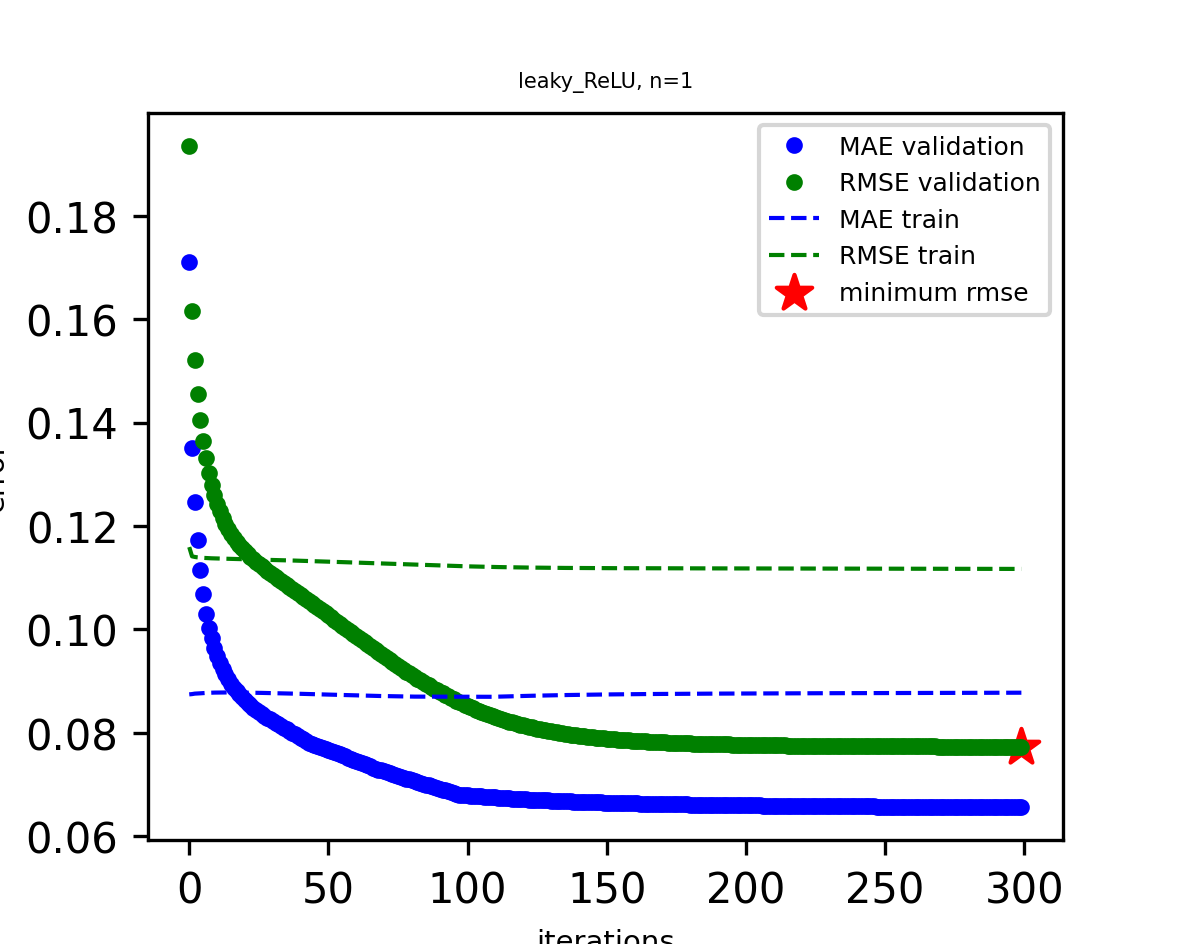 leaky_ReLU, n=1
MAE validation
RMSE validation
MAE train
RMSE train
minimum rmse
0.18
0.16
0.14
0.12
0.10
0.08
0.06
0 50 100 150 200 250 300
iterations